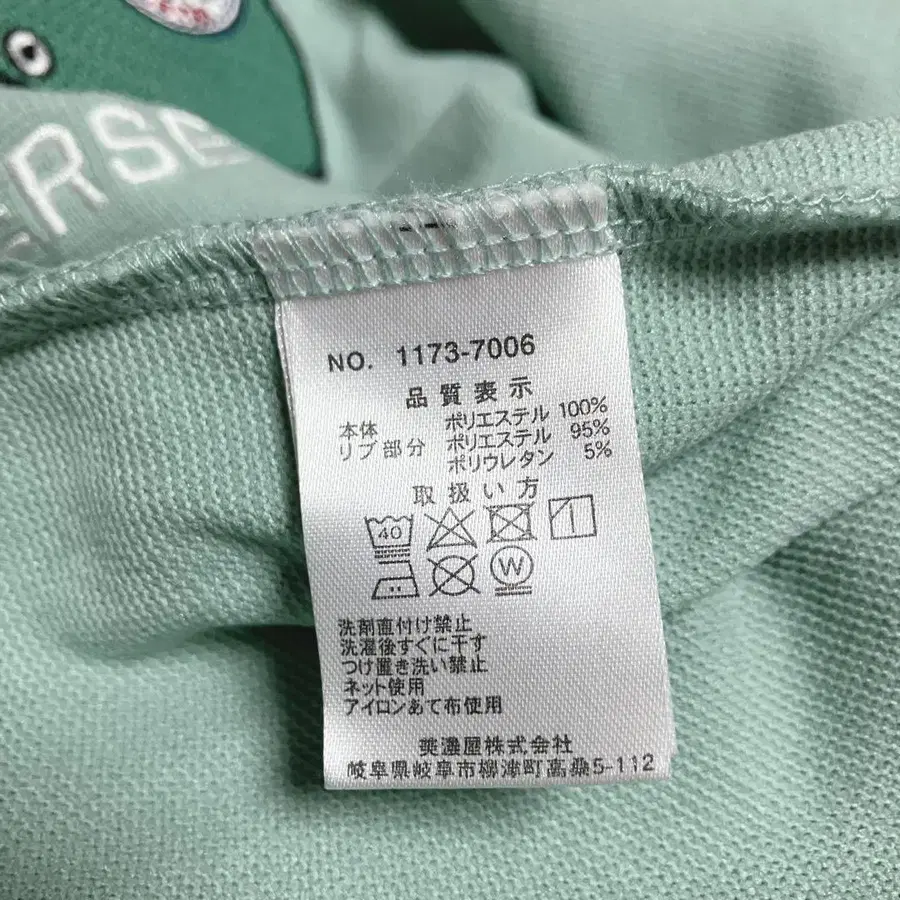 ERSE
NO. 1173-7006
品質表示
本体 ポリエステル 100%
リブ部分 ポリエステル 95%
ポリウレタン 5%
取扱い方
40
W
洗剤直付け禁止
洗濯後すぐに干す
つけ置き洗い禁止
ネット使用
アイロンあて布使用
美濃屋株式会社
岐阜県岐阜市柳津町高桑5-112